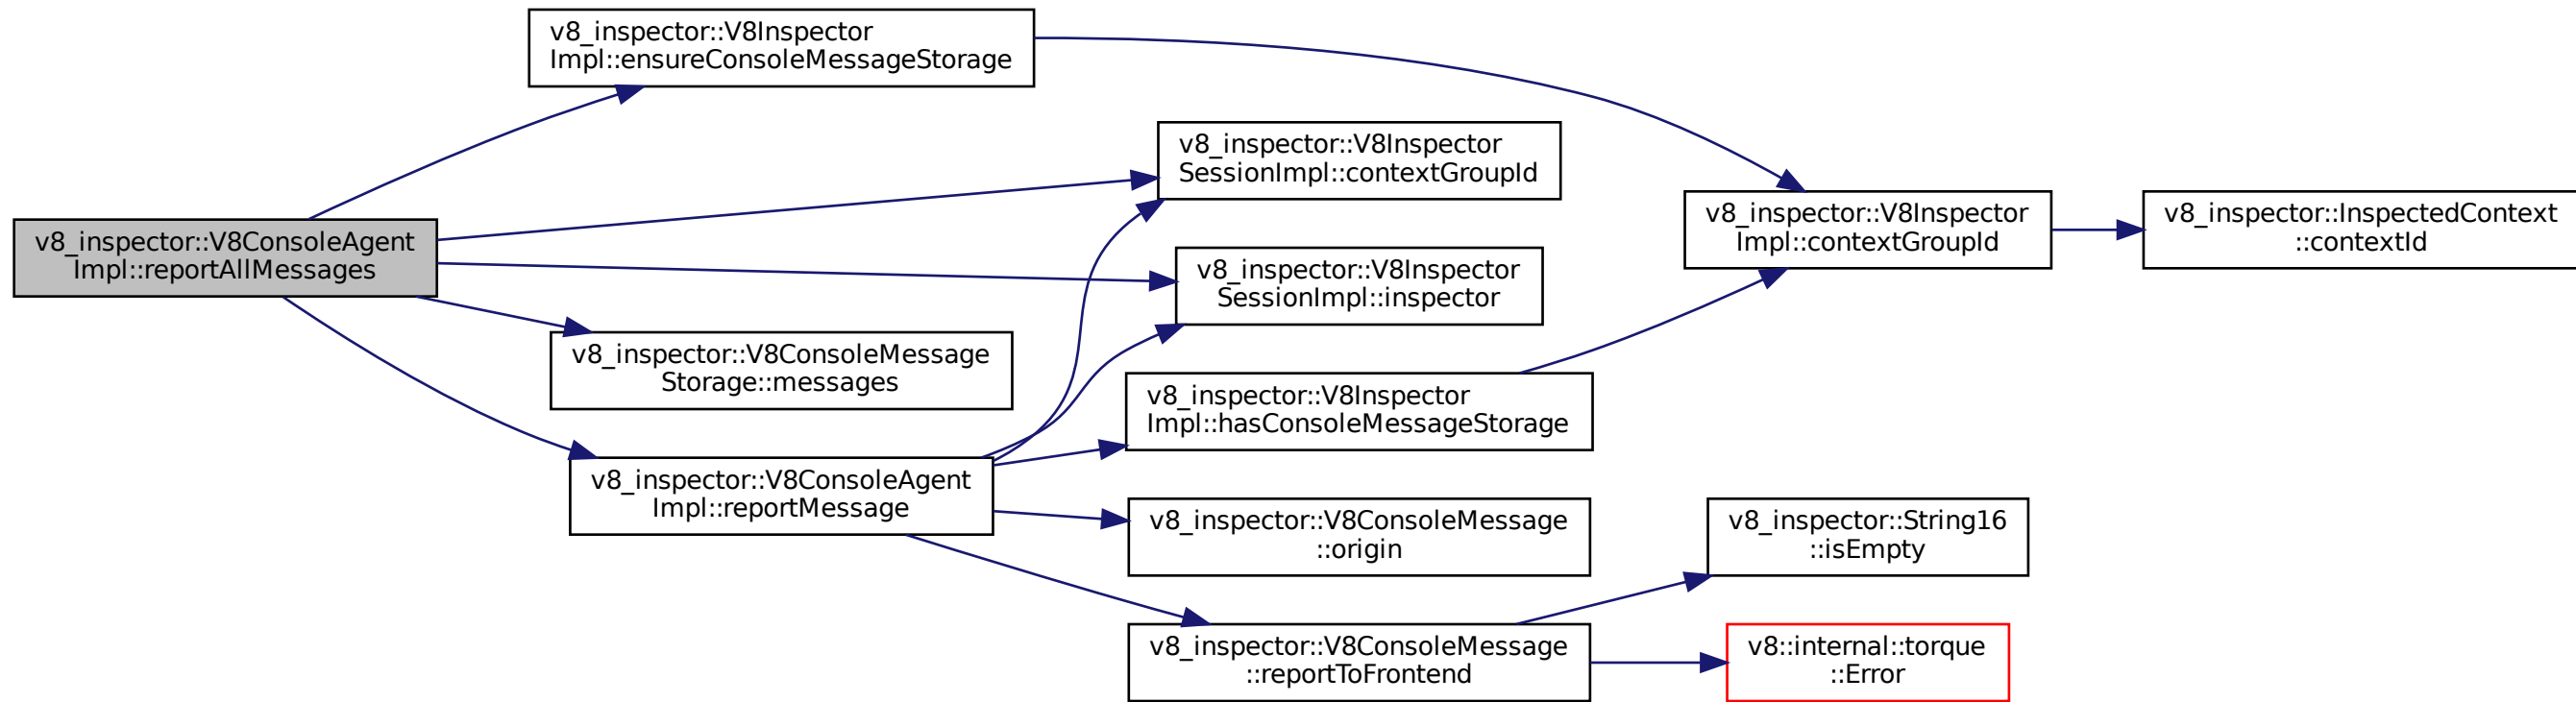 v8_inspector::V8Inspector
Impl::ensureConsoleMessageStorage
v8_inspector::V8Inspector
SessionImpl::contextGroupId
v8_inspector::V8Inspector
Impl::contextGroupId
v8_inspector::InspectedContext
::contextId
v8_inspector::V8ConsoleAgent
Impl::reportAllMessages
v8_inspector::V8Inspector
SessionImpl::inspector
v8_inspector::V8ConsoleMessage
Storage::messages
v8_inspector::V8Inspector
Impl::hasConsoleMessageStorage
v8_inspector::V8ConsoleAgent
Impl::reportMessage
v8_inspector::V8ConsoleMessage
::origin
v8_inspector::String16
::isEmpty
v8_inspector::V8ConsoleMessage
::reportToFrontend
v8::internal::torque
::Error